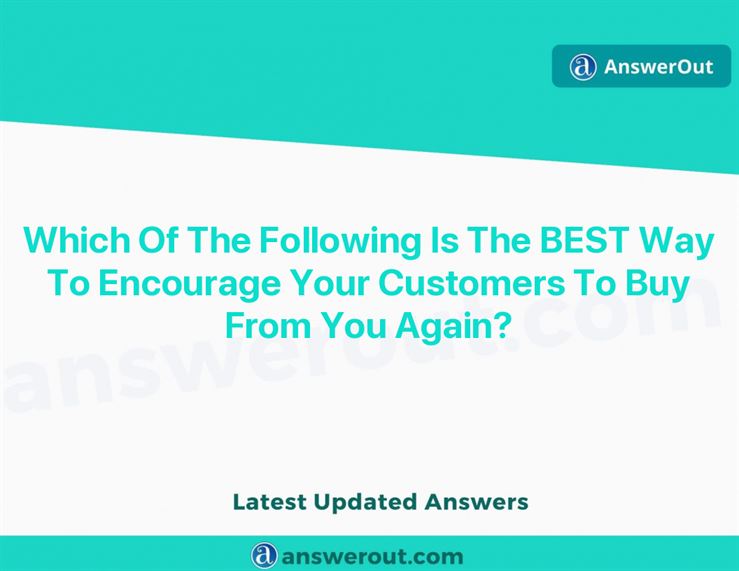 AnswerOut
Which Of The Following Is The BEST Way
To Encourage Your Customers To Buy
From You Again?
answerout.com
Latest Updated Answers
answerout.com